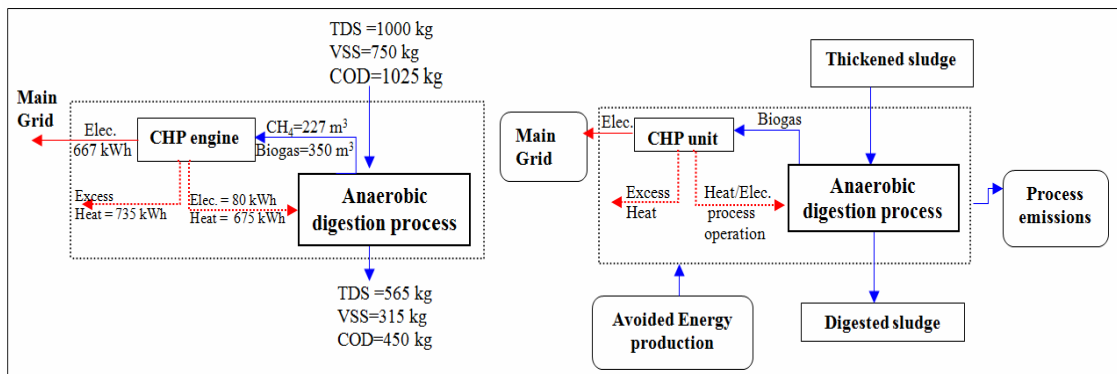 TDS =1000 kg
VSS=750 kg
COD=1025 kg
Main
Grid
Elec.
667 kWh
CHP engine
CH₄=227 m³
Biogas=350 m³
Excess
Heat = 735 kWh
Elec. = 80 kWh
Heat = 675 kWh
Anaerobic
digestion process
TDS =565 kg
VSS=315 kg
COD=450 kg
Thickened sludge
Main
Grid
Elec.
CHP unit
Biogas
Excess
Heat
Heat/Elec.
process
operation
Anaerobic
digestion process
Process
emissions
Avoided Energy
production
Digested sludge